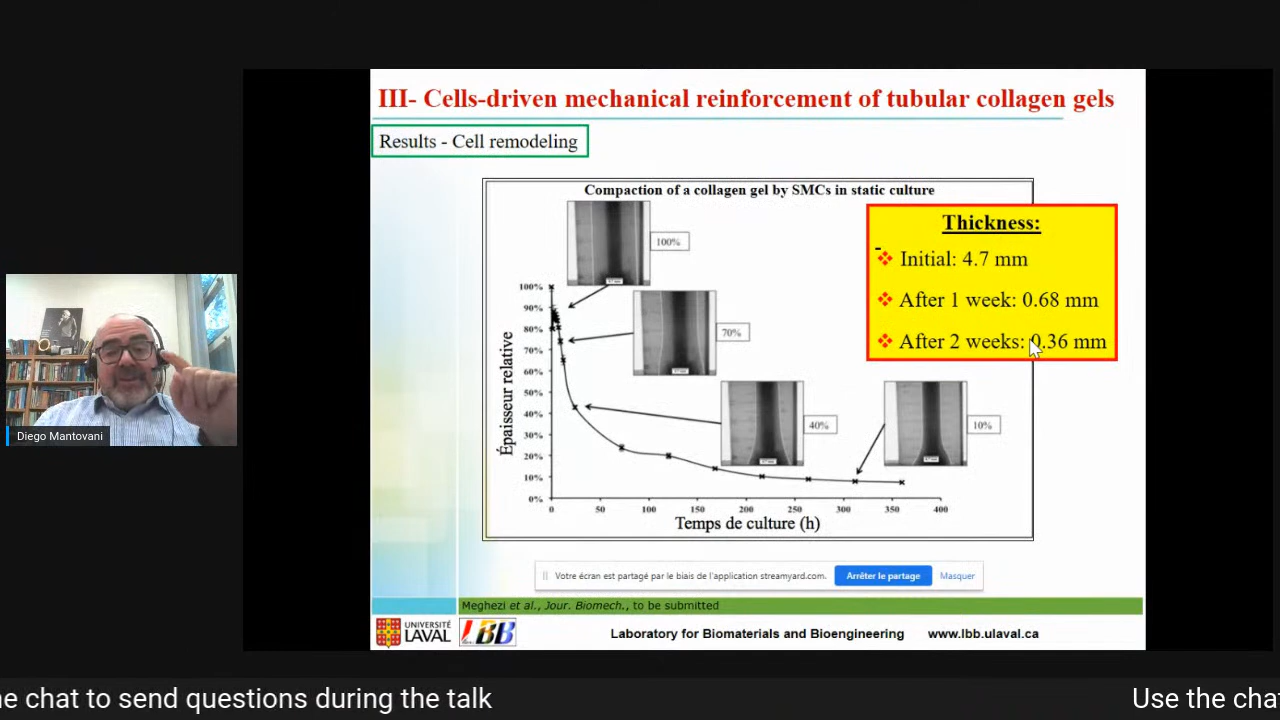 III- Cells-driven mechanical reinforcement of tubular collagen gels
Results - Cell remodeling
Compaction of a collagen gel by SMCs in static culture
100%
70%
40%
10%
Thickness:
Initial: 4.7 mm
After 1 week: 0.68 mm
After 2 weeks: 0.36 mm
Épaisseur relative
100%
90%
80%
70%
60%
50%
40%
30%
20%
10%
0%
0 50 100 150 200 250 300 350 400
Temps de culture (h)
Diego Mantovani
Votre écran est partagé par le biais de l'application streamyard.com.
Arrêter le partage
Masquer
Meghezi et al., Jour. Biomech., to be submitted
UNIVERSITÉ
LAVAL
LBB
Laboratory for Biomaterials and Bioengineering www.lbb.ulaval.ca
e chat to send questions during the talk
Use the cha